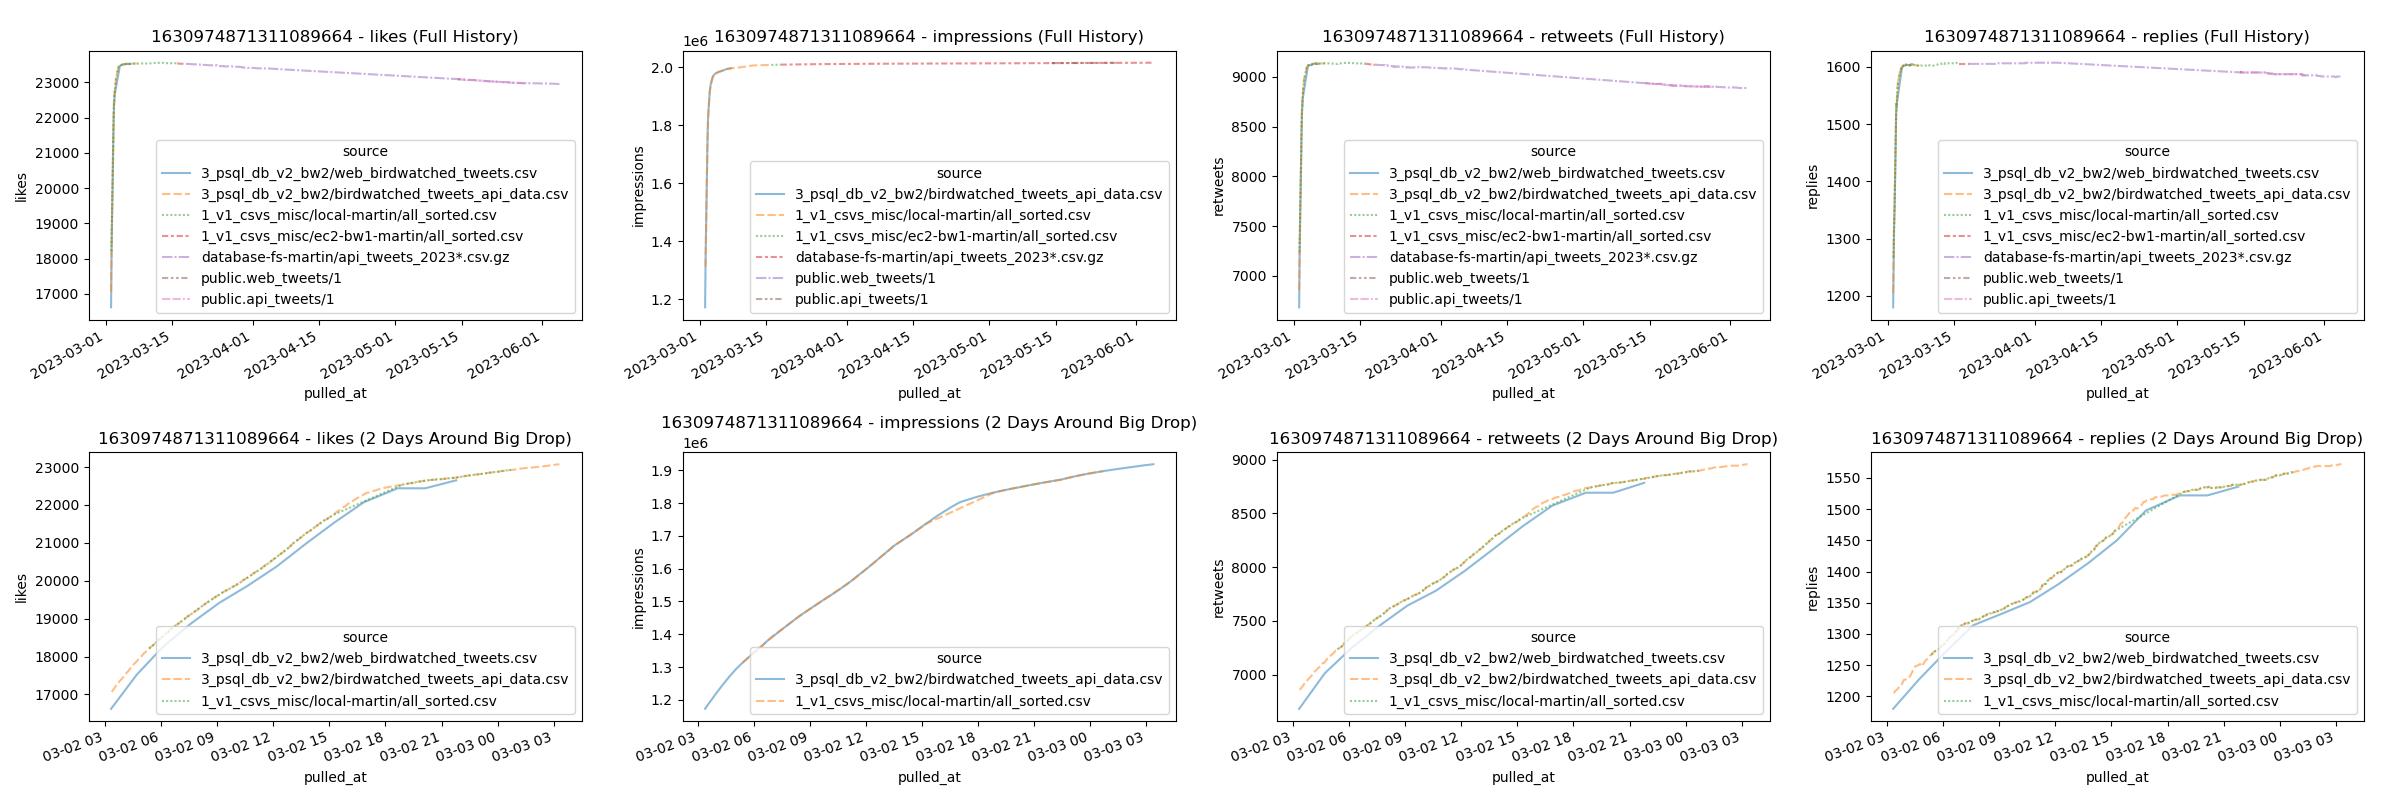 1630974871311089664 - likes (Full History)
likes
23000
22000
21000
20000
19000
18000
17000
source
3_psql_db_v2_bw2/web_birdwatched_tweets.csv
3_psql_db_v2_bw2/birdwatched_tweets_api_data.csv
1_v1_csvs_misc/local-martin/all_sorted.csv
1_v1_csvs_misc/ec2-bw1-martin/all_sorted.csv
database-fs-martin/api_tweets_2023*.csv.gz
public.web_tweets/1
public.api_tweets/1
2023-03-01 2023-03-15 2023-04-01 2023-04-15 2023-05-01 2023-05-15 2023-06-01
pulled_at
1630974871311089664 - impressions (Full History)
1e6
impressions
2.0
1.8
1.6
1.4
1.2
source
3_psql_db_v2_bw2/birdwatched_tweets_api_data.csv
1_v1_csvs_misc/local-martin/all_sorted.csv
1_v1_csvs_misc/ec2-bw1-martin/all_sorted.csv
database-fs-martin/api_tweets_2023*.csv.gz
public.web_tweets/1
public.api_tweets/1
2023-03-01 2023-03-15 2023-04-01 2023-04-15 2023-05-01 2023-05-15 2023-06-01
pulled_at
1630974871311089664 - retweets (Full History)
retweets
9000
8500
8000
7500
7000
source
3_psql_db_v2_bw2/web_birdwatched_tweets.csv
3_psql_db_v2_bw2/birdwatched_tweets_api_data.csv
1_v1_csvs_misc/local-martin/all_sorted.csv
1_v1_csvs_misc/ec2-bw1-martin/all_sorted.csv
database-fs-martin/api_tweets_2023*.csv.gz
public.web_tweets/1
public.api_tweets/1
2023-03-01 2023-03-15 2023-04-01 2023-04-15 2023-05-01 2023-05-15 2023-06-01
pulled_at
1630974871311089664 - replies (Full History)
replies
1600
1500
1400
1300
1200
source
3_psql_db_v2_bw2/web_birdwatched_tweets.csv
3_psql_db_v2_bw2/birdwatched_tweets_api_data.csv
1_v1_csvs_misc/local-martin/all_sorted.csv
1_v1_csvs_misc/ec2-bw1-martin/all_sorted.csv
database-fs-martin/api_tweets_2023*.csv.gz
public.web_tweets/1
public.api_tweets/1
2023-03-01 2023-03-15 2023-04-01 2023-04-15 2023-05-01 2023-05-15 2023-06-01
pulled_at
1630974871311089664 - likes (2 Days Around Big Drop)
likes
23000
22000
21000
20000
19000
18000
17000
source
3_psql_db_v2_bw2/web_birdwatched_tweets.csv
3_psql_db_v2_bw2/birdwatched_tweets_api_data.csv
1_v1_csvs_misc/local-martin/all_sorted.csv
03-02 03 03-02 06 03-02 09 03-02 12 03-02 15 03-02 18 03-02 21 03-03 00 03-03 03
pulled_at
1630974871311089664 - impressions (2 Days Around Big Drop)
1e6
impressions
1.9
1.8
1.7
1.6
1.5
1.4
1.3
1.2
source
3_psql_db_v2_bw2/birdwatched_tweets_api_data.csv
1_v1_csvs_misc/local-martin/all_sorted.csv
03-02 03 03-02 06 03-02 09 03-02 12 03-02 15 03-02 18 03-02 21 03-03 00 03-03 03
pulled_at
1630974871311089664 - retweets (2 Days Around Big Drop)
retweets
9000
8500
8000
7500
7000
source
3_psql_db_v2_bw2/web_birdwatched_tweets.csv
3_psql_db_v2_bw2/birdwatched_tweets_api_data.csv
1_v1_csvs_misc/local-martin/all_sorted.csv
03-02 03 03-02 06 03-02 09 03-02 12 03-02 15 03-02 18 03-02 21 03-03 00 03-03 03
pulled_at
1630974871311089664 - replies (2 Days Around Big Drop)
replies
1550
1500
1450
1400
1350
1300
1250
1200
source
3_psql_db_v2_bw2/web_birdwatched_tweets.csv
3_psql_db_v2_bw2/birdwatched_tweets_api_data.csv
1_v1_csvs_misc/local-martin/all_sorted.csv
03-02 03 03-02 06 03-02 09 03-02 12 03-02 15 03-02 18 03-02 21 03-03 00 03-03 03
pulled_at